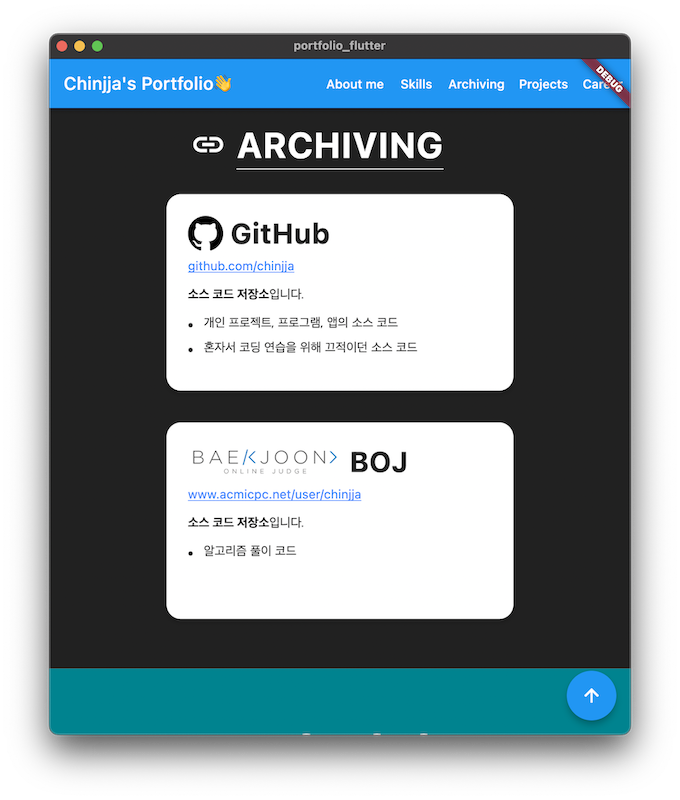 portfolio_flutter
Chinjja's Portfolio👋
About me Skills Archiving Projects
DEBUG
ARCHIVING
GitHub
github.com/chinjja
소스 코드 저장소입니다.
• 개인 프로젝트, 프로그램, 앱의 소스 코드
• 혼자서 코딩 연습을 위해 끄적이던 소스 코드
BAEKJOON>
ONLINE JUDGE
BOJ
www.acmicpc.net/user/chinjja
소스 코드 저장소입니다.
• 알고리즘 풀이 코드